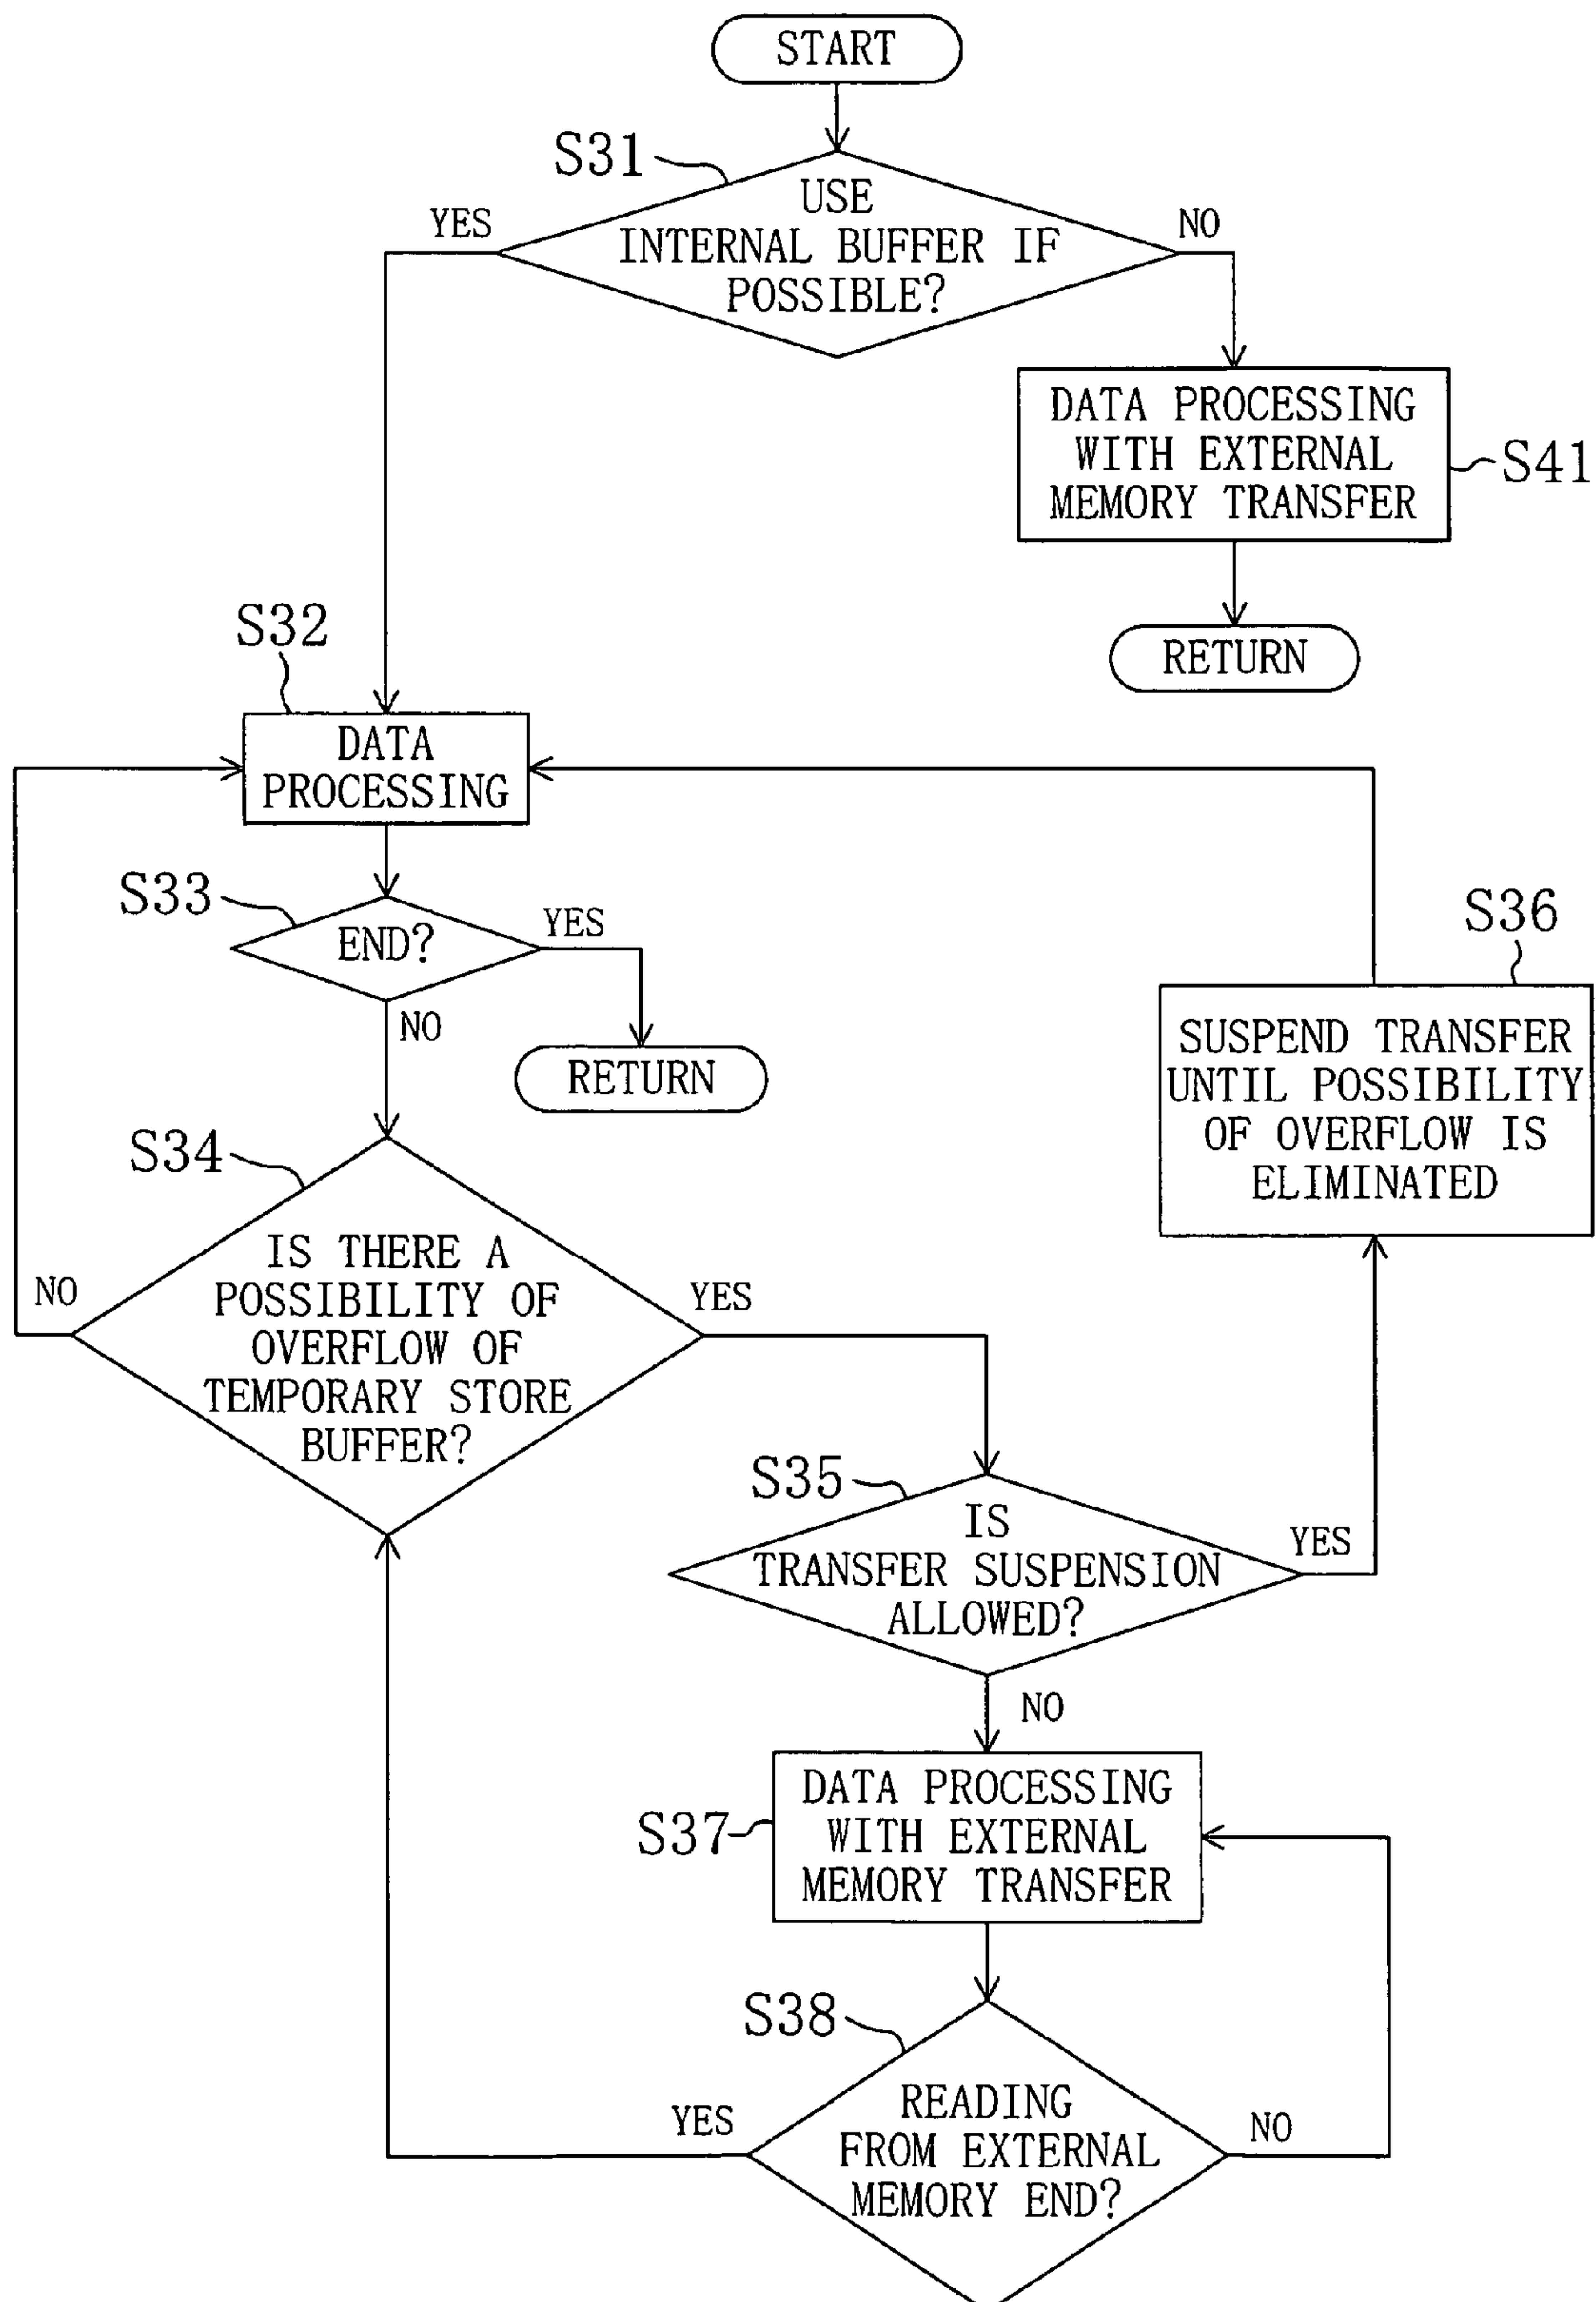 START
S31
USE
INTERNAL BUFFER IF
POSSIBLE?
YES
NO
DATA PROCESSING
WITH EXTERNAL
MEMORY TRANSFER
S41
RETURN
S32
DATA
PROCESSING
S33
END?
YES
NO
RETURN
S36
SUSPEND TRANSFER
UNTIL POSSIBILITY
OF OVERFLOW IS
ELIMINATED
S34
IS THERE A
POSSIBILITY OF
OVERFLOW OF
TEMPORARY STORE
BUFFER?
NO
YES
S35
IS
TRANSFER SUSPENSION
ALLOWED?
YES
NO
S37
DATA PROCESSING
WITH EXTERNAL
MEMORY TRANSFER
S38
READING
FROM EXTERNAL
MEMORY END?
YES
NO